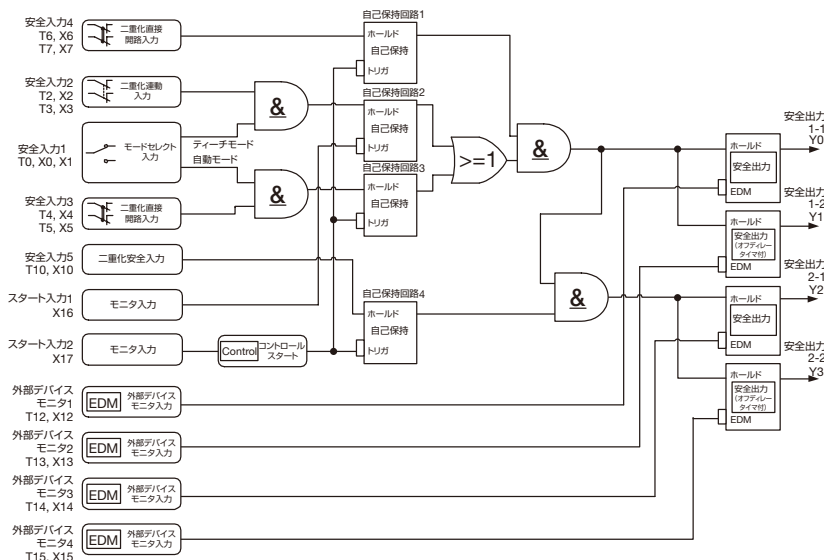 安全入力4
T6, X6
T7, X7
二重化直接
開路入力
安全入力2
T2, X2
T3, X3
二重化連動
入力
安全入力1
T0, X0, X1
モードセレクト
入力
ティーチモード
自動モード
安全入力3
T4, X4
T5, X5
二重化直接
開路入力
安全入力5
T10, X10
二重化安全入力
スタート入力1
X16
モニタ入力
スタート入力2
X17
モニタ入力
Control
コントロール
スタート
外部デバイス
モニタ1
T12, X12
EDM
外部デバイス
モニタ入力
外部デバイス
モニタ2
T13, X13
EDM
外部デバイス
モニタ入力
外部デバイス
モニタ3
T14, X14
EDM
外部デバイス
モニタ入力
外部デバイス
モニタ4
T15, X15
EDM
外部デバイス
モニタ入力
&
&
自己保持回路1
ホールド
自己保持
トリガ
自己保持回路2
ホールド
自己保持
トリガ
自己保持回路3
ホールド
自己保持
トリガ
自己保持回路4
ホールド
自己保持
トリガ
>=1
&
&
安全出力
1-1
Y0
ホールド
安全出力
EDM
安全出力
1-2
Y1
ホールド
安全出力
(オフディレー
タイマ付)
EDM
安全出力
2-1
Y2
ホールド
安全出力
EDM
安全出力
2-2
Y3
ホールド
安全出力
(オフディレー
タイマ付)
EDM